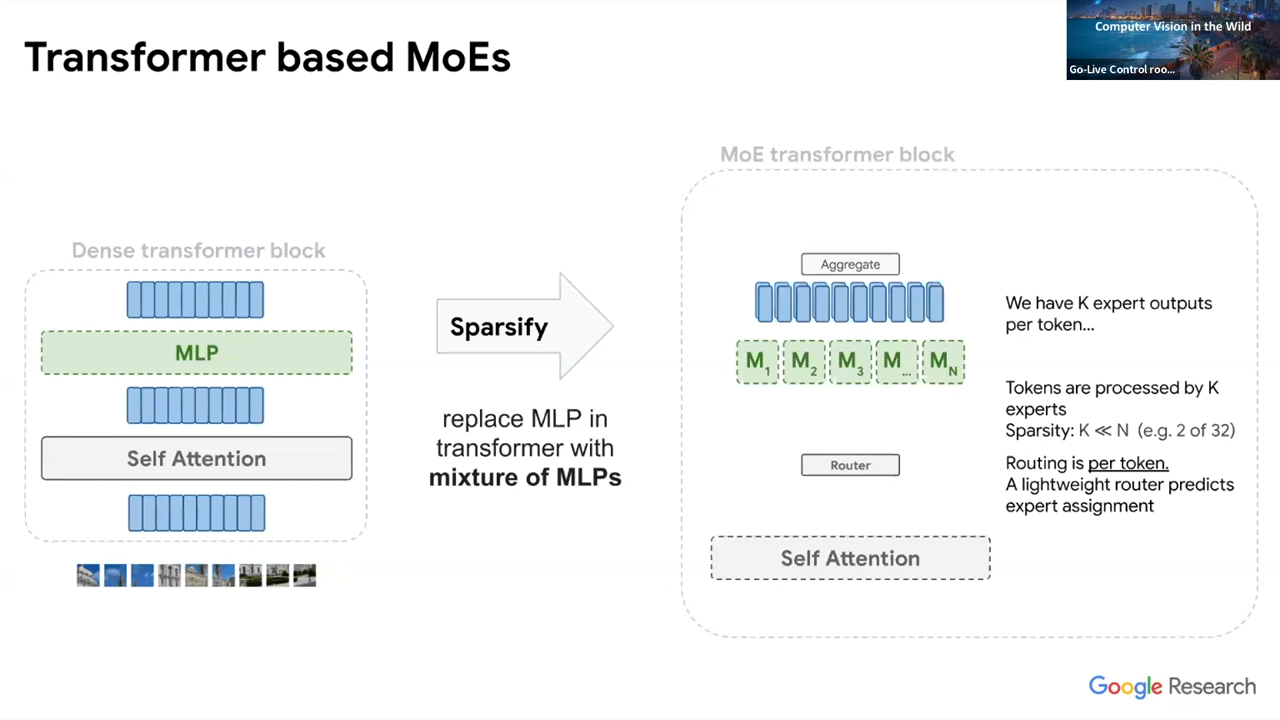 Transformer based MoEs
Computer Vision in the Wild
Go-Live Control roo...
Dense transformer block
MLP
Self Attention
Sparsify
replace MLP in
transformer with
mixture of MLPs
MoE transformer block
Aggregate
We have K expert outputs
per token...
M1 M2 M3 M... MN
Tokens are processed by K
experts
Sparsity: K ≪ N (e.g. 2 of 32)
Router
Routing is per token.
A lightweight router predicts
expert assignment
Self Attention
Google Research